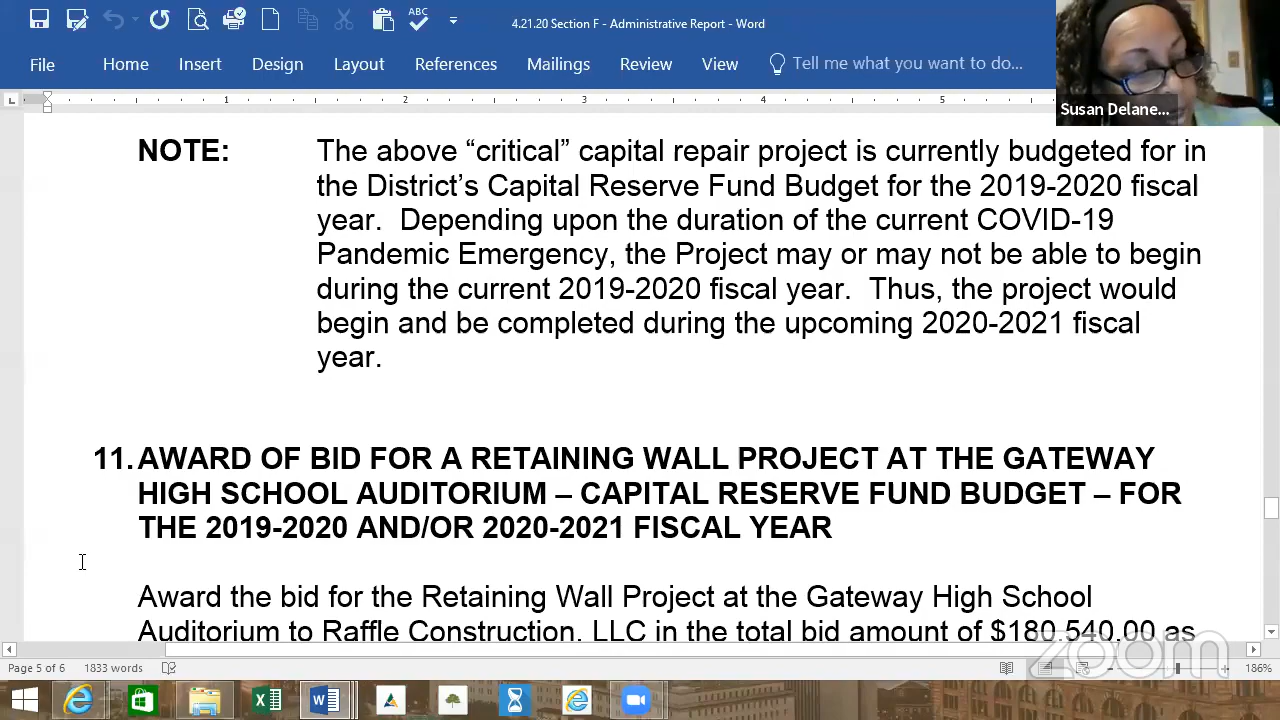 4.21.20 Section F - Administrative Report - Word
ABC
File Home Insert Design Layout References Mailings Review View Tell me what you want to do...
Susan Delane...
1 2 3 4 5
NOTE: The above “critical” capital repair project is currently budgeted for in
the District’s Capital Reserve Fund Budget for the 2019-2020 fiscal
year. Depending upon the duration of the current COVID-19
Pandemic Emergency, the Project may or may not be able to begin
during the current 2019-2020 fiscal year. Thus, the project would
begin and be completed during the upcoming 2020-2021 fiscal
year.
11. AWARD OF BID FOR A RETAINING WALL PROJECT AT THE GATEWAY
HIGH SCHOOL AUDITORIUM – CAPITAL RESERVE FUND BUDGET – FOR
THE 2019-2020 AND/OR 2020-2021 FISCAL YEAR
Award the bid for the Retaining Wall Project at the Gateway High School
Auditorium to Raffle Construction, LLC in the total bid amount of $180,540.00 as
zoom
Page 5 of 6 1833 words 186%